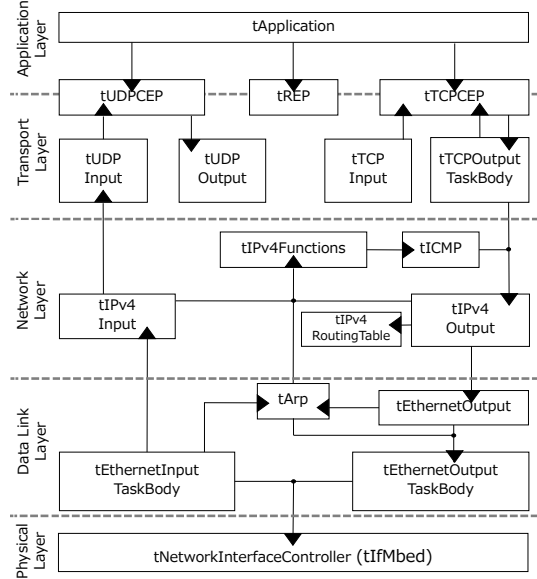 Application
Layer
tApplication
tUDPCEP
tREP
tTCPCEP
Transport
Layer
tUDP
Input
tUDP
Output
tTCP
Input
tTCPOutput
TaskBody
Network
Layer
tIPv4Functions
tICMP
tIPv4
Input
tIPv4
RoutingTable
tIPv4
Output
Data Link
Layer
tArp
tEthernetOutput
tEthernetInput
TaskBody
tEthernetOutput
TaskBody
Physical
Layer
tNetworkInterfaceController (tIfMbed)